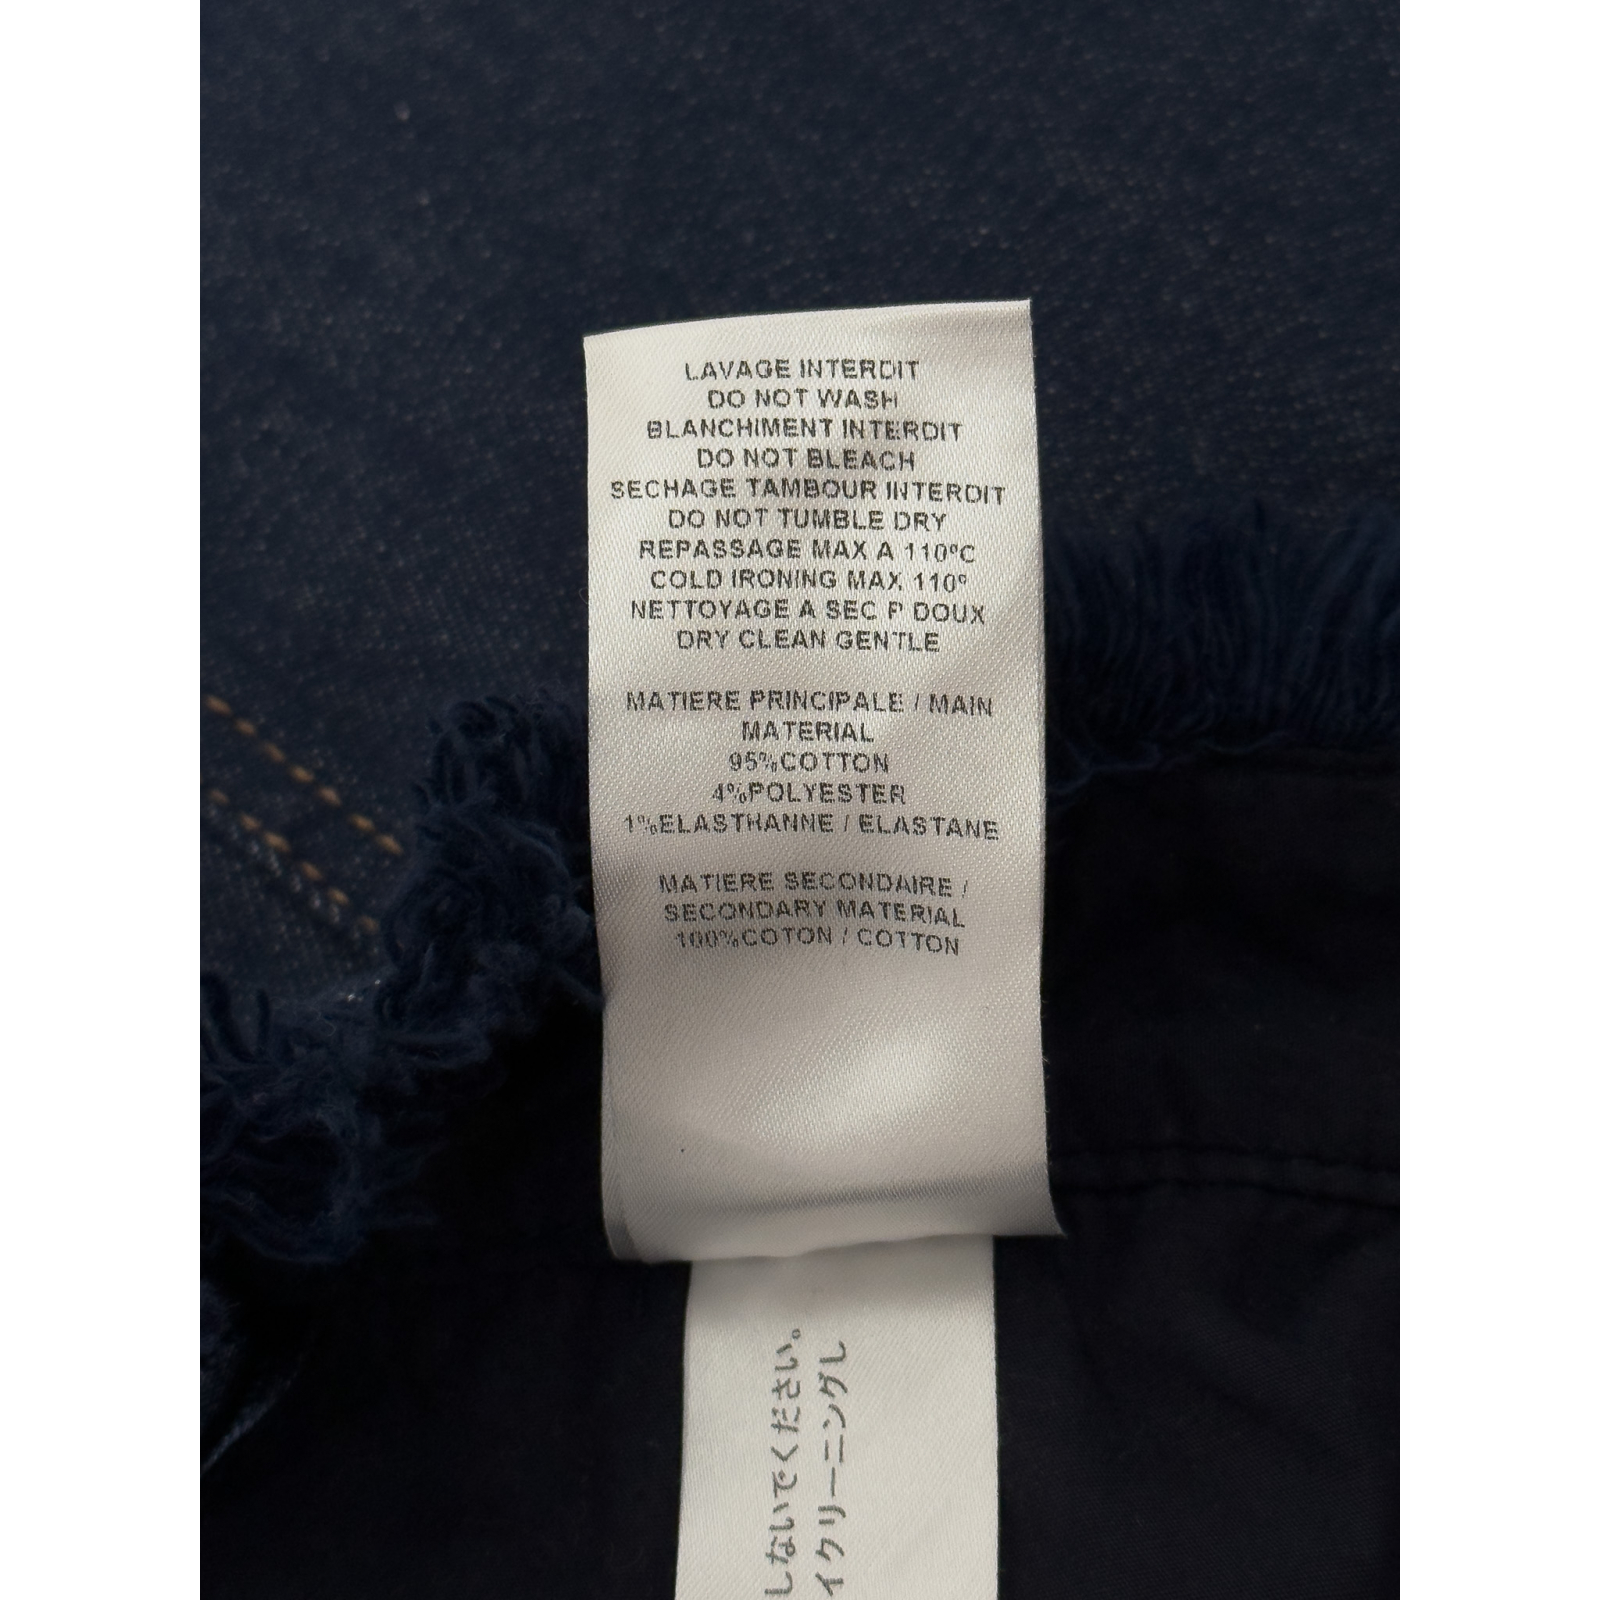 LAVAGE INTERDIT
DO NOT WASH
BLANCHIMENT INTERDIT
DO NOT BLEACH
SECHAGE TAMBOUR INTERDIT
DO NOT TUMBLE DRY
REPASSAGE MAX A 110ºC
COLD IRONING MAX 110º
NETTOYAGE A SEC P DOUX
DRY CLEAN GENTLE
MATIERE PRINCIPALE / MAIN
MATERIAL
95%COTTON
4%POLYESTER
1%ELASTHANNE / ELASTANE
MATIERE SECONDAIRE /
SECONDARY MATERIAL
100%COTON / COTTON
しないでください。
イクリーニングし